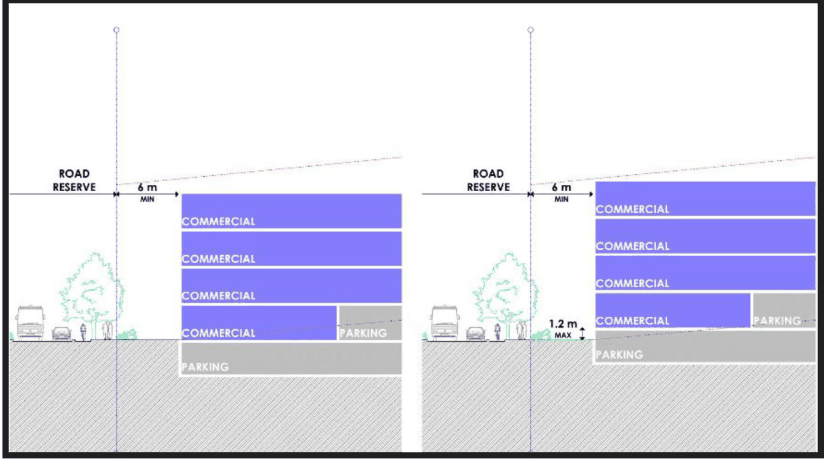 ROAD
RESERVE
6 m
MIN
COMMERCIAL
COMMERCIAL
COMMERCIAL
COMMERCIAL
PARKING
PARKING
ROAD
RESERVE
6 m
MIN
COMMERCIAL
COMMERCIAL
COMMERCIAL
1.2 m
MAX
COMMERCIAL
PARKING
PARKING